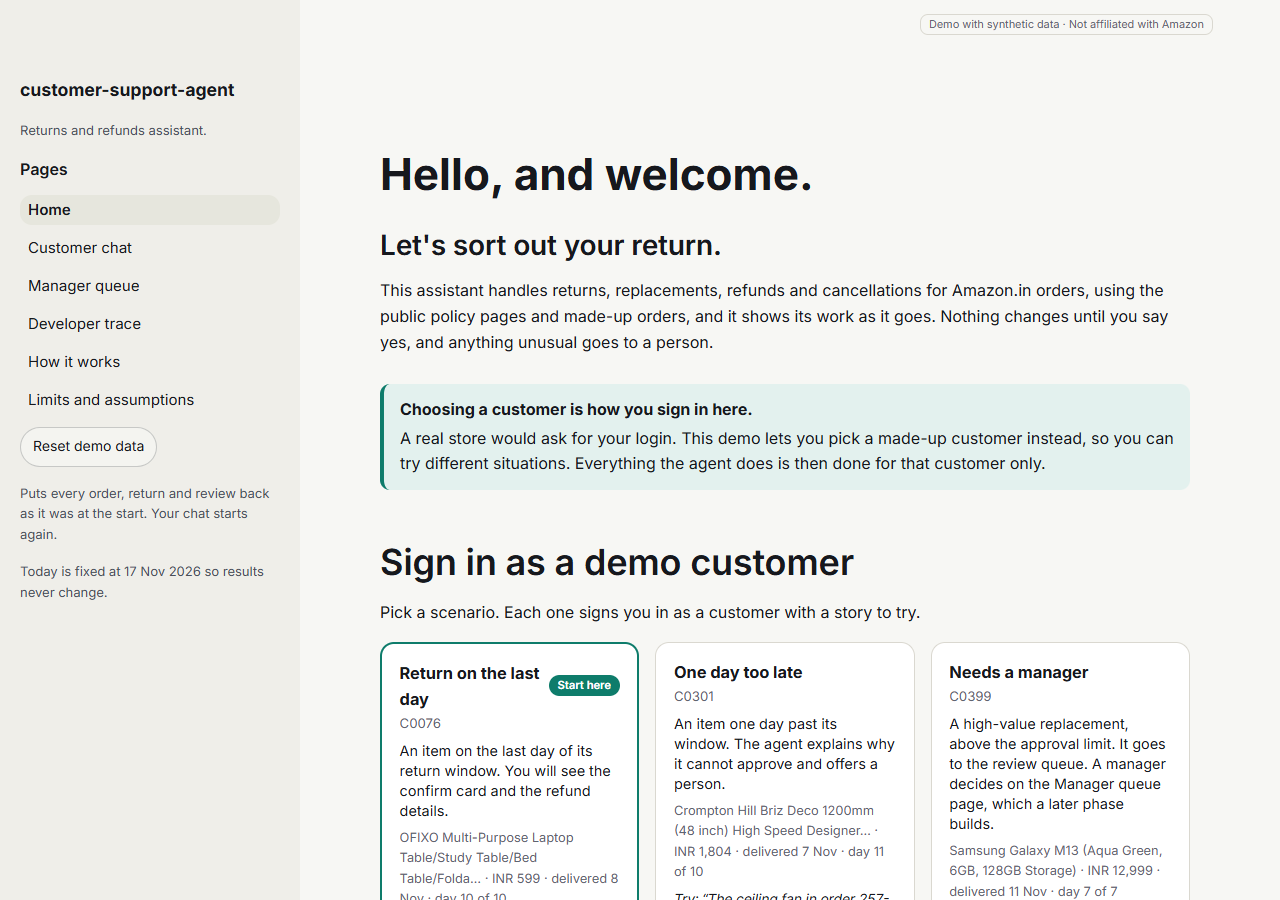 Demo with synthetic data · Not affiliated with Amazon
customer-support-agent
Returns and refunds assistant.
Pages
Home
Customer chat
Manager queue
Developer trace
How it works
Limits and assumptions
Reset demo data
Puts every order, return and review back
as it was at the start. Your chat starts
again.
Today is fixed at 17 Nov 2026 so results
never change.
Hello, and welcome.
Let's sort out your return.
This assistant handles returns, replacements, refunds and cancellations for Amazon.in orders, using the
public policy pages and made-up orders, and it shows its work as it goes. Nothing changes until you say
yes, and anything unusual goes to a person.
Choosing a customer is how you sign in here.
A real store would ask for your login. This demo lets you pick a made-up customer instead, so you can
try different situations. Everything the agent does is then done for that customer only.
Sign in as a demo customer
Pick a scenario. Each one signs you in as a customer with a story to try.
Return on the last
day
Start here
C0076
An item on the last day of its
return window. You will see the
confirm card and the refund
details.
OFIXO Multi-Purpose Laptop
Table/Study Table/Bed
Table/Folda... · INR 599 · delivered 8
Nov · day 10 of 10
One day too late
C0301
An item one day past its
window. The agent explains why
it cannot approve and offers a
person.
Crompton Hill Briz Deco 1200mm
(48 inch) High Speed Designer... ·
INR 1,804 · delivered 7 Nov · day 11
of 10
Try: “The ceiling fan in order 257-
Needs a manager
C0399
A high-value replacement,
above the approval limit. It goes
to the review queue. A manager
decides on the Manager queue
page, which a later phase
builds.
Samsung Galaxy M13 (Aqua Green,
6GB, 128GB Storage) · INR 12,999 ·
delivered 11 Nov · day 7 of 7